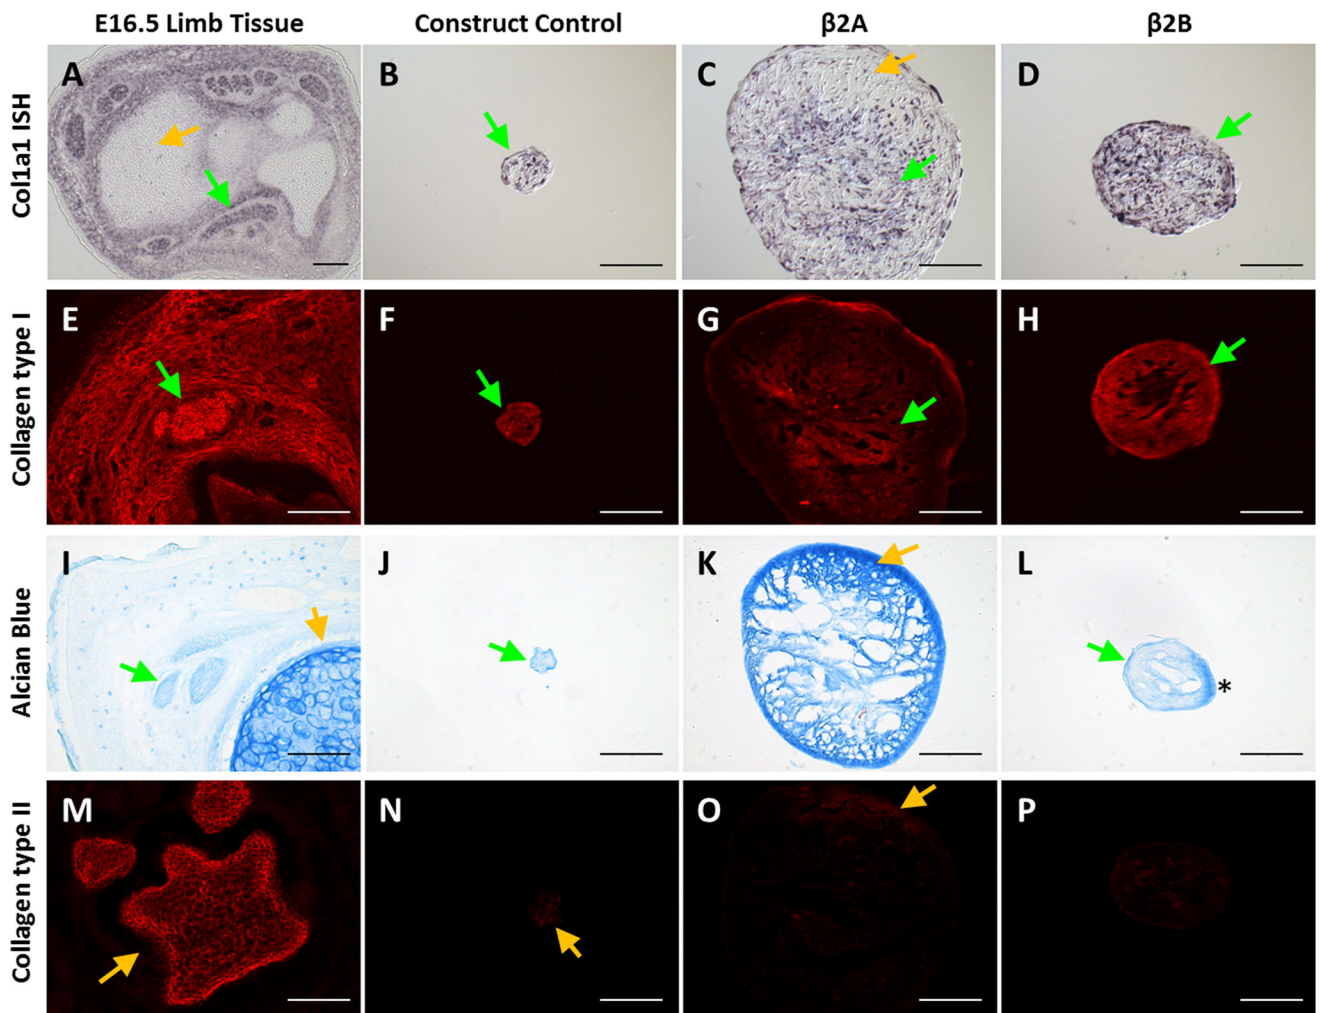 E16.5 Limb Tissue Construct Control β2A β2B
Col1a1 ISH
A B C D
Collagen type I
E F G H
Alcian Blue
I J K L
*
Collagen type II
M N O P